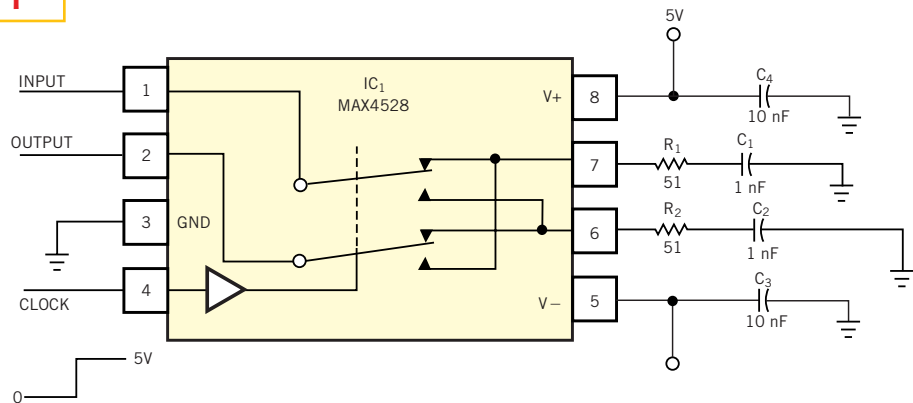 5V
INPUT
1
IC₁
MAX4528
V+
8
C₄
10 nF
OUTPUT
2
7
R₁
51
C₁
1 nF
3
GND
6
R₂
51
C₂
1 nF
CLOCK
4
V−
5
C₃
10 nF
5V
0